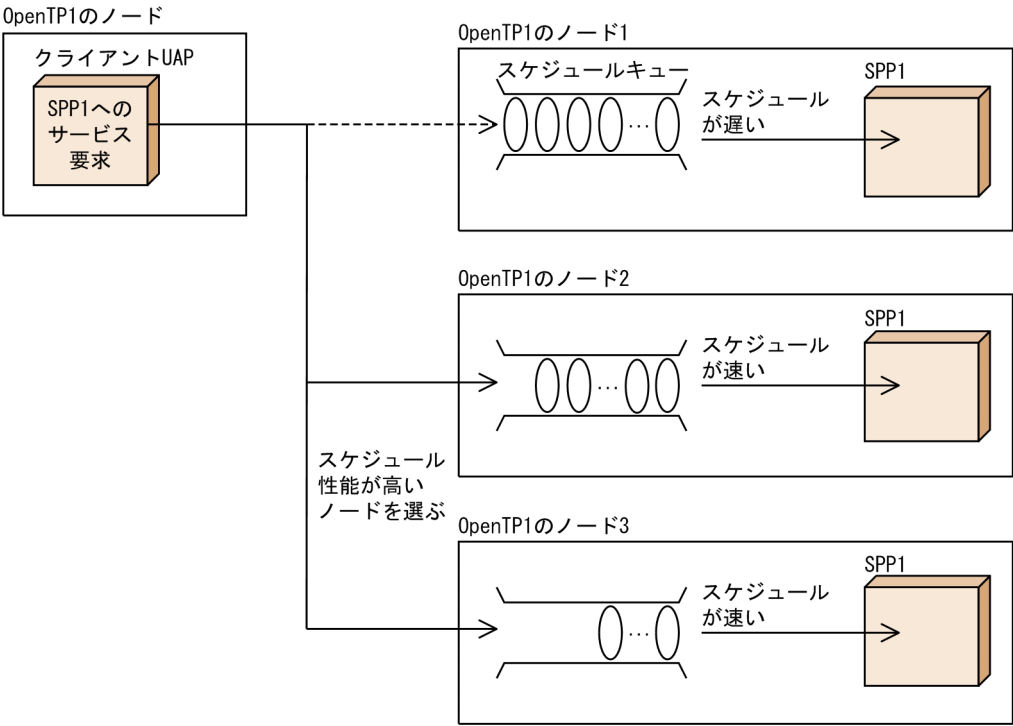 OpenTP1のノード
クライアントUAP
SPP1への
サービス
要求
OpenTP1のノード1
スケジュールキュー
スケジュール
が遅い
SPP1
OpenTP1のノード2
スケジュール
が速い
SPP1
スケジュール
性能が高い
ノードを選ぶ
OpenTP1のノード3
スケジュール
が速い
SPP1